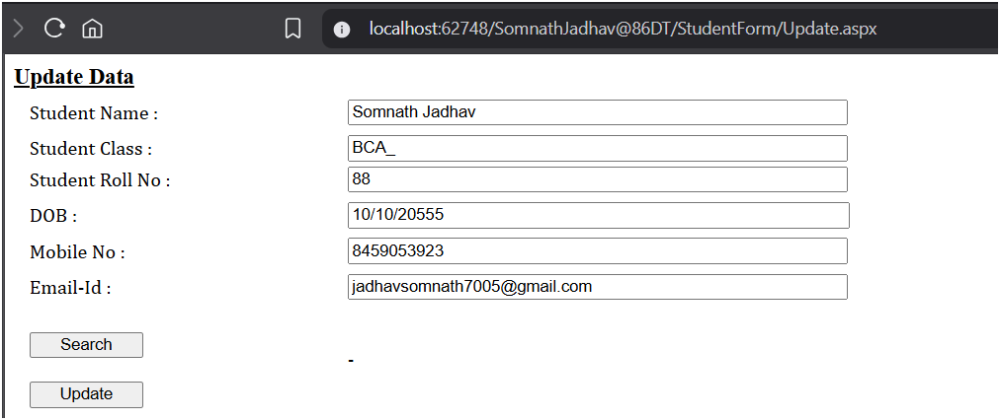 localhost:62748/SomnathJadhav@86DT/StudentForm/Update.aspx
Update Data
Student Name : Somnath Jadhav
Student Class : BCA_
Student Roll No : 88
DOB : 10/10/20555
Mobile No : 8459053923
Email-Id : jadhavsomnath7005@gmail.com
Search
-
Update